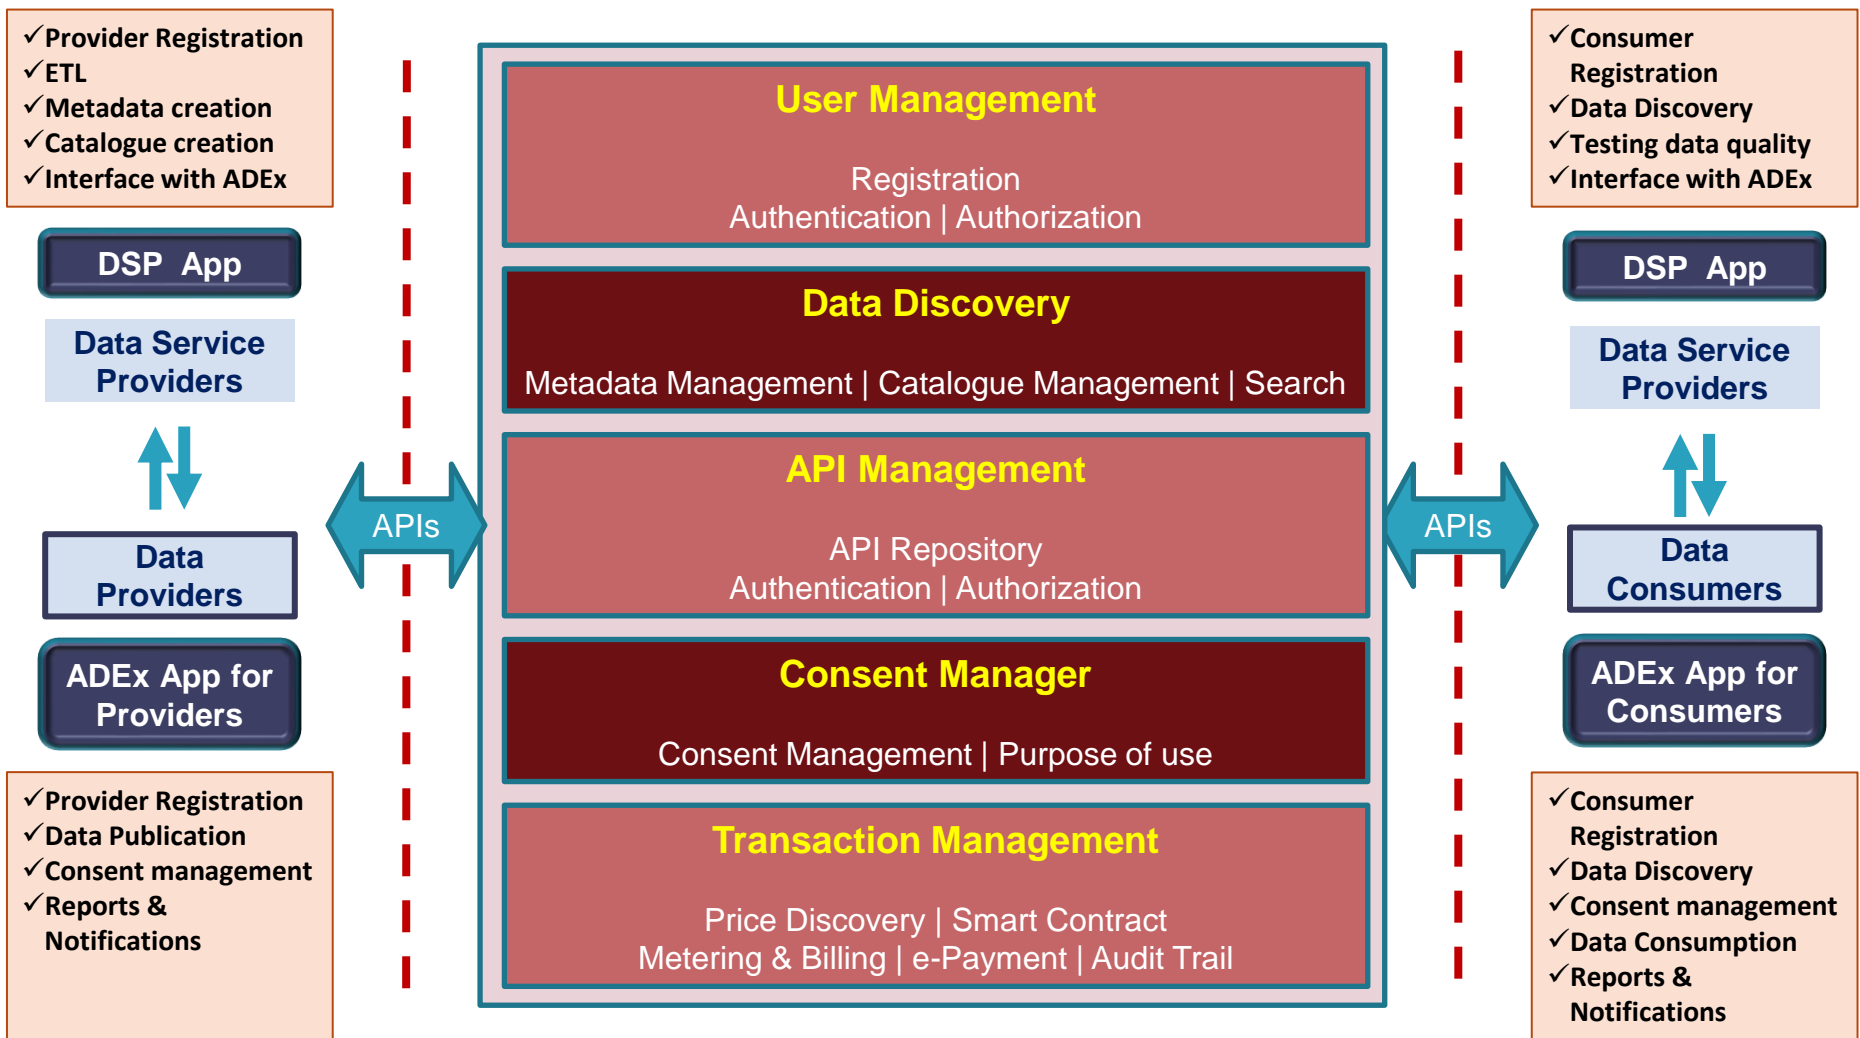 ✓Provider Registration
✓ETL
✓Metadata creation
✓Catalogue creation
✓Interface with ADEx
DSP App
Data Service
Providers
Data
Providers
ADEx App for
Providers
✓Provider Registration
✓Data Publication
✓Consent management
✓Reports &
Notifications
APIs
User Management
Registration
Authentication | Authorization
Data Discovery
Metadata Management | Catalogue Management | Search
API Management
API Repository
Authentication | Authorization
Consent Manager
Consent Management | Purpose of use
Transaction Management
Price Discovery | Smart Contract
Metering & Billing | e-Payment | Audit Trail
APIs
✓Consumer
Registration
✓Data Discovery
✓Testing data quality
✓Interface with ADEx
DSP App
Data Service
Providers
Data
Consumers
ADEx App for
Consumers
✓Consumer
Registration
✓Data Discovery
✓Consent management
✓Data Consumption
✓Reports &
Notifications